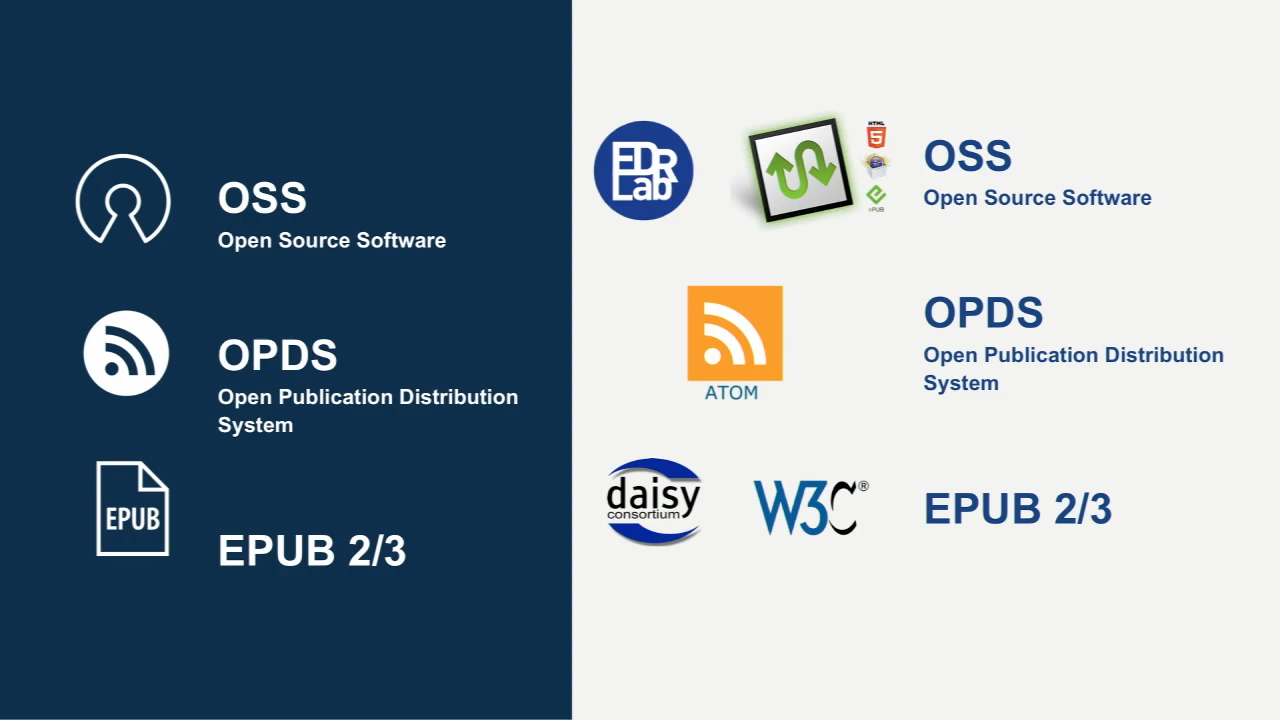 OSS
Open Source Software
OPDS
Open Publication Distribution
System
EPUB
EPUB 2/3
EDR
Lab
HTML
5
ePUB
OSS
Open Source Software
ATOM
OPDS
Open Publication Distribution
System
daisy
consortium
W3C®
EPUB 2/3